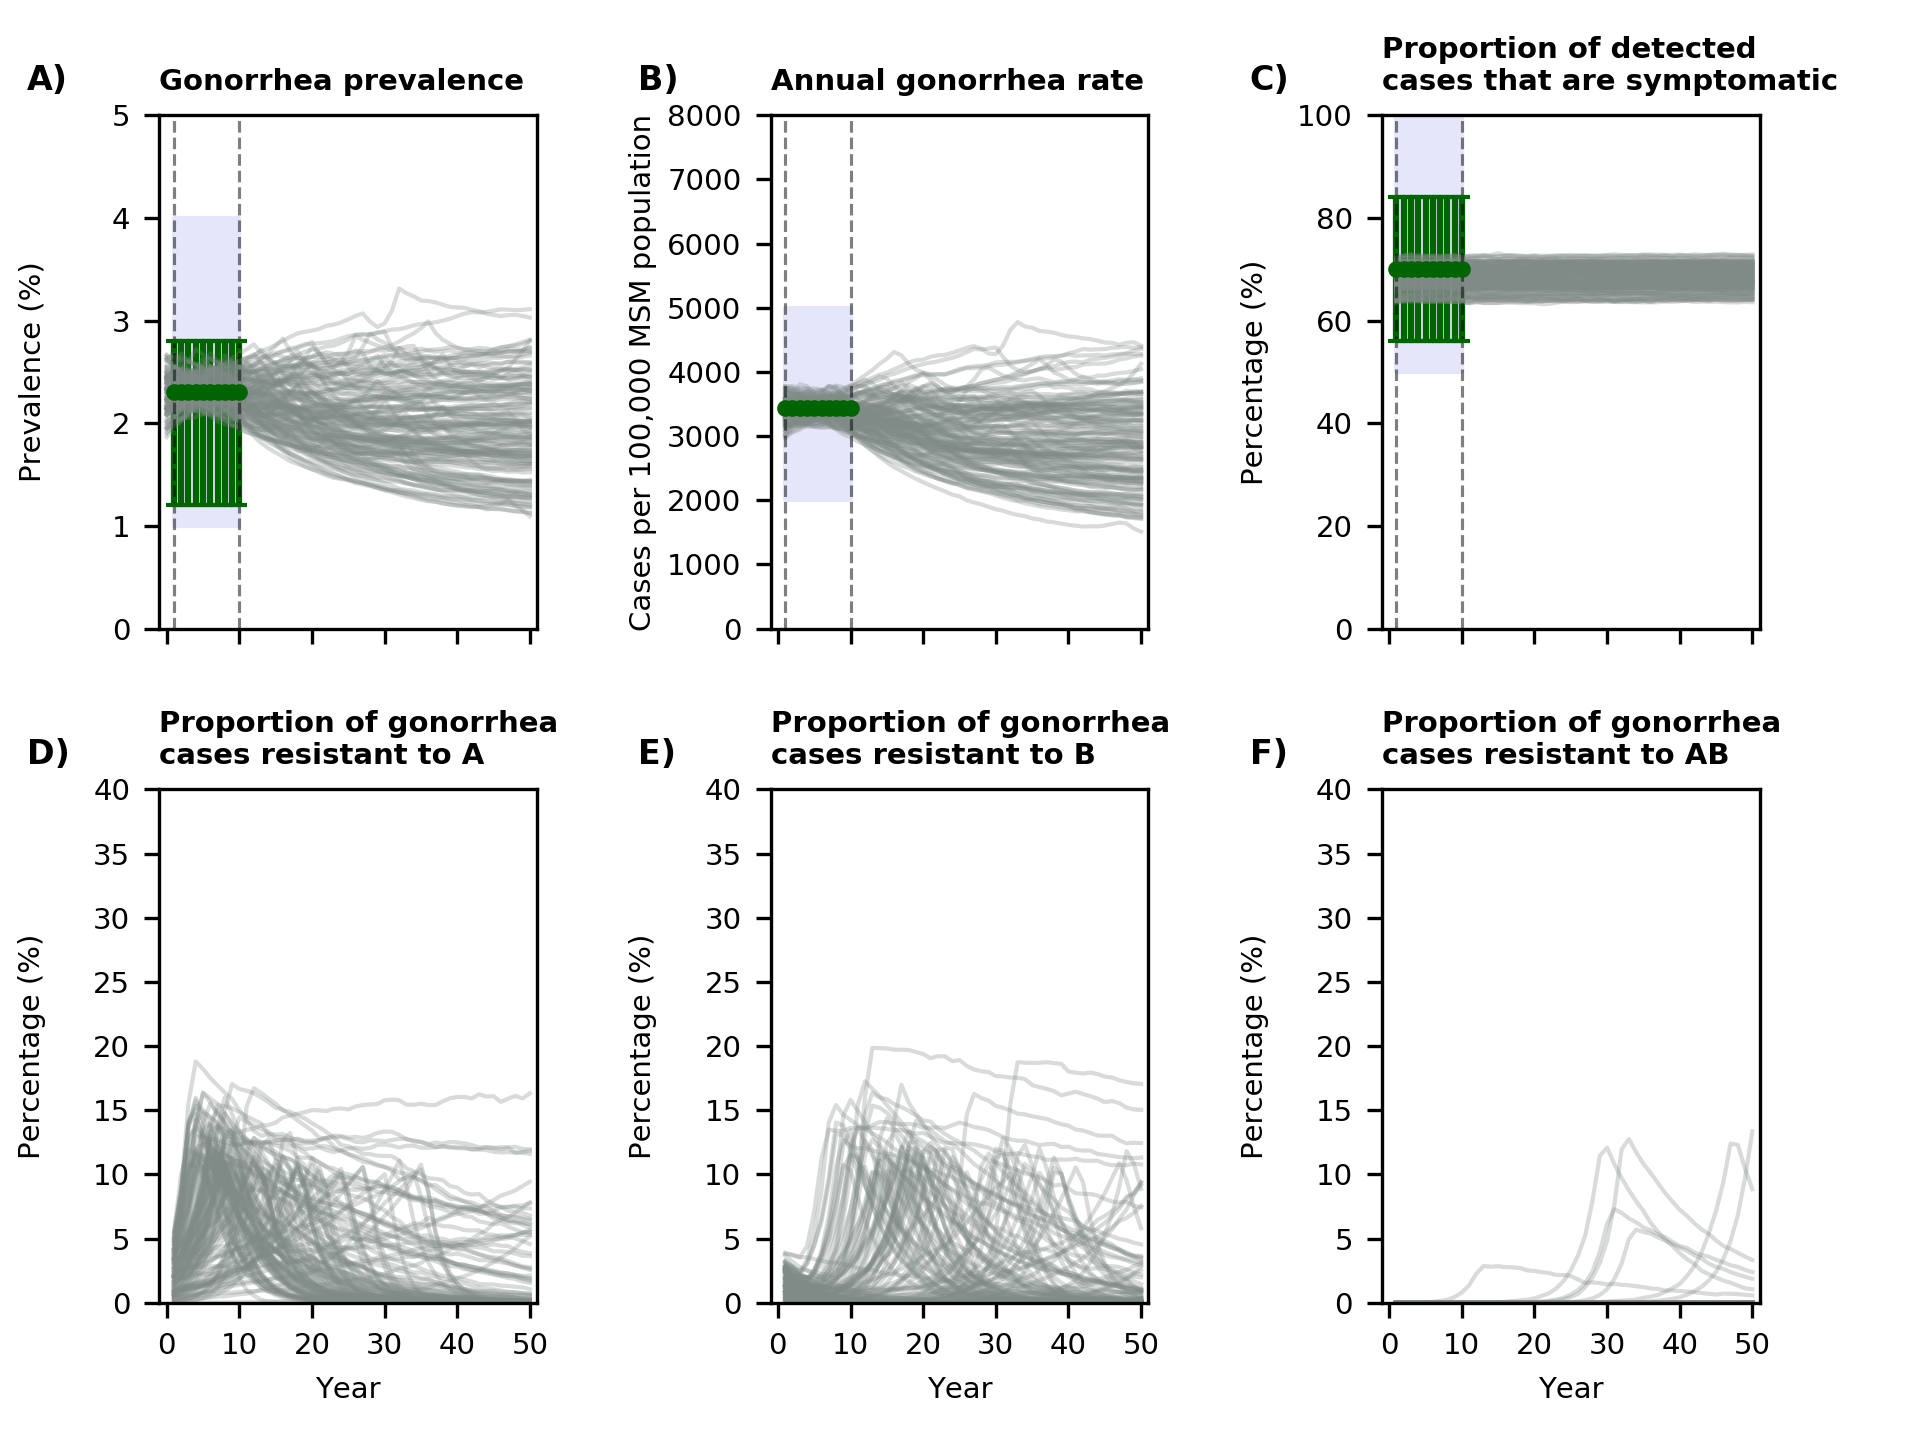 A)
Gonorrhea prevalence
5
4
3
2
1
0
Prevalence (%)
B)
Annual gonorrhea rate
8000
7000
6000
5000
4000
3000
2000
1000
0
Cases per 100,000 MSM population
C)
Proportion of detected
cases that are symptomatic
100
80
60
40
20
0
Percentage (%)
D)
Proportion of gonorrhea
cases resistant to A
40
35
30
25
20
15
10
5
0
Percentage (%)
0 10 20 30 40 50
Year
E)
Proportion of gonorrhea
cases resistant to B
40
35
30
25
20
15
10
5
0
Percentage (%)
0 10 20 30 40 50
Year
F)
Proportion of gonorrhea
cases resistant to AB
40
35
30
25
20
15
10
5
0
Percentage (%)
0 10 20 30 40 50
Year